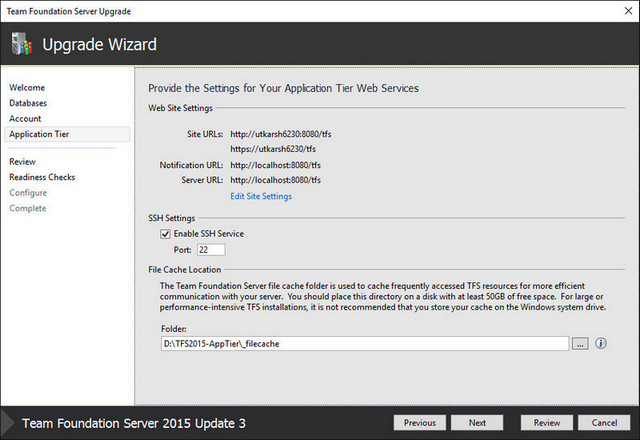 Team Foundation Server Upgrade
Upgrade Wizard
Welcome
Databases
Account
Application Tier
Review
Readiness Checks
Configure
Complete
Provide the Settings for Your Application Tier Web Services
Web Site Settings
Site URLs: http://utkarsh6230:8080/tfs
https://utkarsh6230/tfs
Notification URL: http://localhost:8080/tfs
Server URL: http://localhost:8080/tfs
Edit Site Settings
SSH Settings
Enable SSH Service
Port: 22
File Cache Location
The Team Foundation Server file cache folder is used to cache frequently accessed TFS resources for more efficient
communication with your server. You should place this directory on a disk with at least 50GB of free space. For large or
performance-intensive TFS installations, it is not recommended that you store your cache on the Windows system drive.
Folder:
D:\TFS2015-AppTier\_filecache ...
Team Foundation Server 2015 Update 3
Previous Next Review Cancel